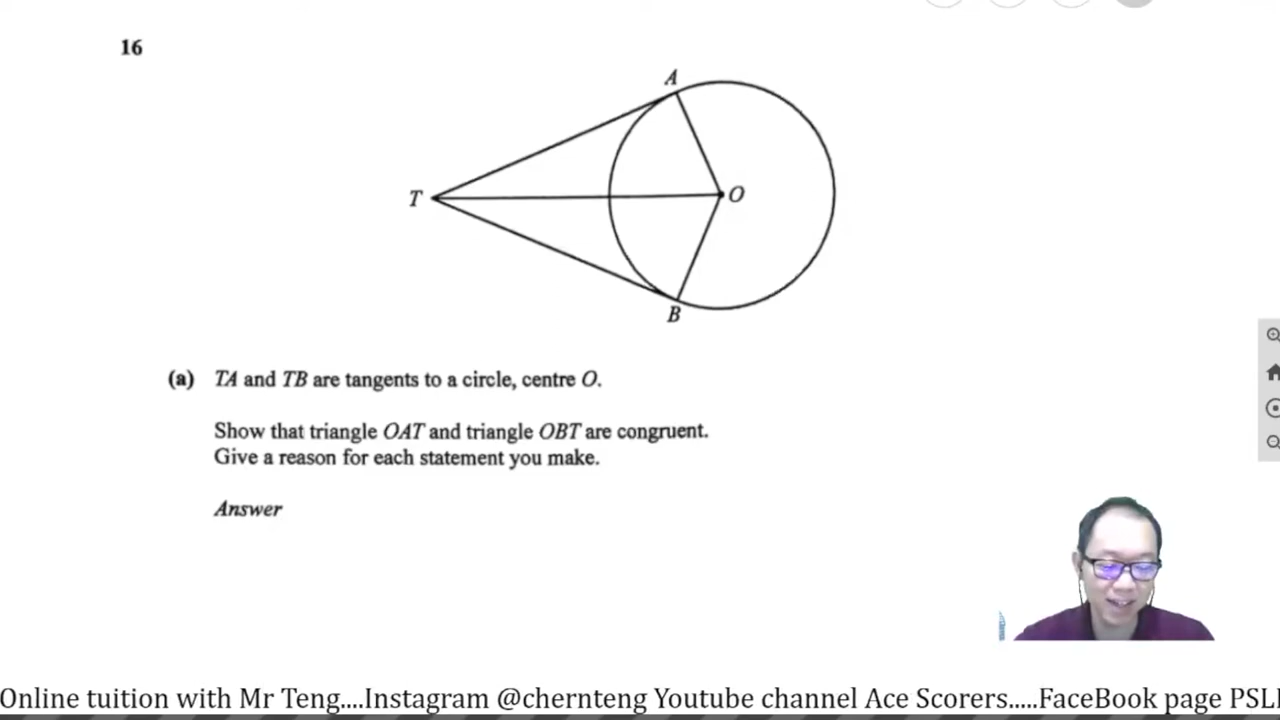 16
A
T
O
B
(a) TA and TB are tangents to a circle, centre O.
Show that triangle OAT and triangle OBT are congruent.
Give a reason for each statement you make.
Answer
Online tuition with Mr Teng....Instagram @chernteng Youtube channel Ace Scorers.....FaceBook page PSL